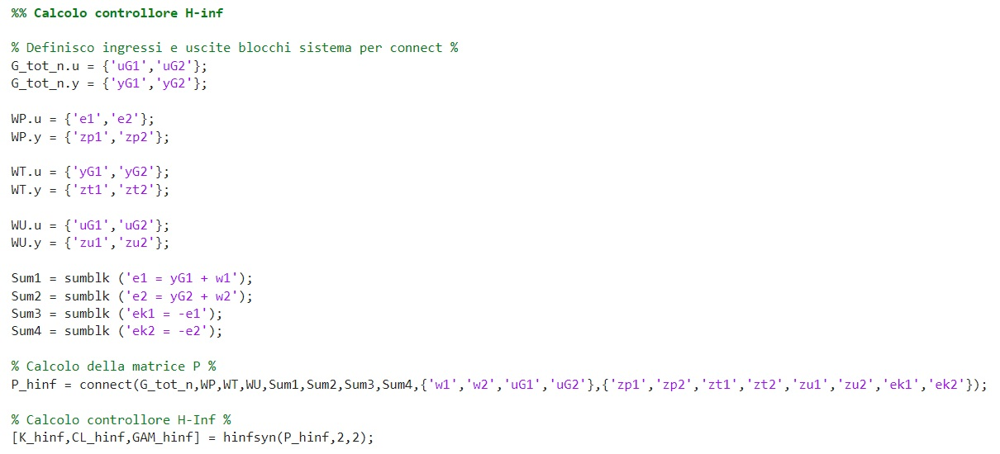 %% Calcolo controllore H-inf
% Definisco ingressi e uscite blocchi sistema per connect %
G_tot_n.u = {'uG1','uG2'};
G_tot_n.y = {'yG1','yG2'};
WP.u = {'e1','e2'};
WP.y = {'zp1','zp2'};
WT.u = {'yG1','yG2'};
WT.y = {'zt1','zt2'};
WU.u = {'uG1','uG2'};
WU.y = {'zu1','zu2'};
Sum1 = sumblk ('e1 = yG1 + w1');
Sum2 = sumblk ('e2 = yG2 + w2');
Sum3 = sumblk ('ek1 = -e1');
Sum4 = sumblk ('ek2 = -e2');
% Calcolo della matrice P %
P_hinf = connect(G_tot_n,WP,WT,WU,Sum1,Sum2,Sum3,Sum4,{'w1','w2','uG1','uG2'},{'zp1','zp2','zt1','zt2','zu1','zu2','ek1','ek2'});
% Calcolo controllore H-Inf %
[K_hinf,CL_hinf,GAM_hinf] = hinfsyn(P_hinf,2,2);